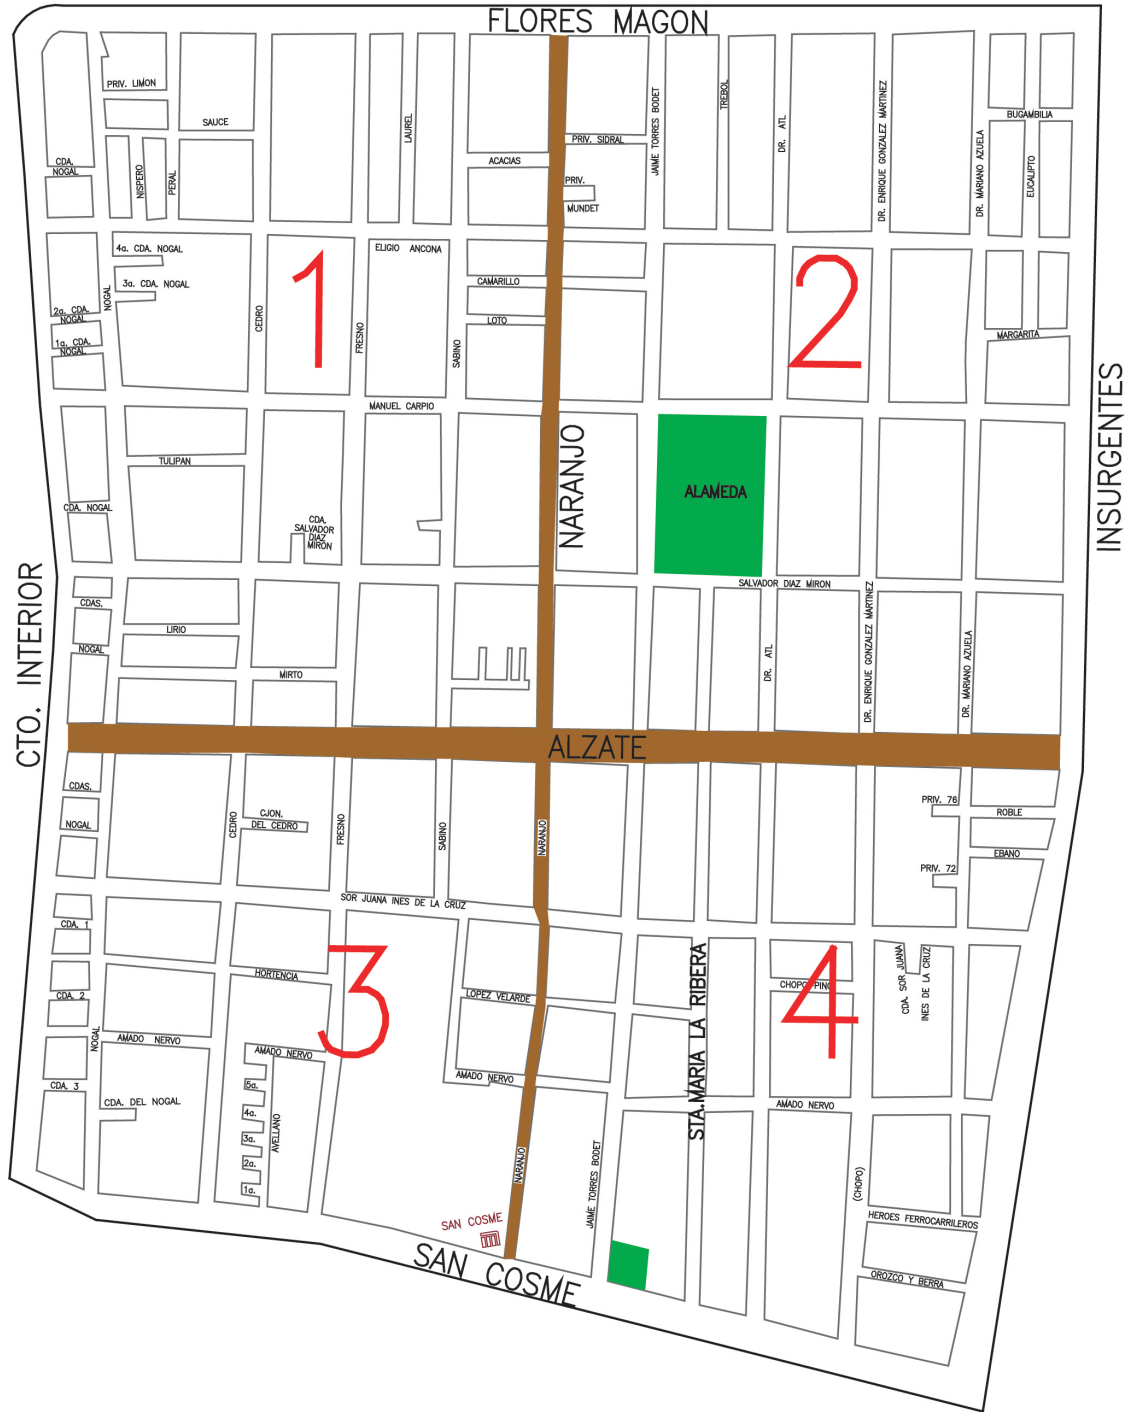 FLORES MAGON
PRIV. LIMON
SAUCE
LAUREL
ACACIAS
PRIV. SIDRAL
JAIME TORRES BODET
TREBOL
DR. ATL
DR. ENRIQUE GONZALEZ MARTINEZ
DR. MARIANO AZUELA
BUGAMBILIA
EUCALIPTO
CDA.
NOGAL
NISPERO
PERAL
PRIV.
MUNDET
4a. CDA. NOGAL
3a. CDA. NOGAL
NOGAL
2a. CDA.
NOGAL
1a. CDA.
NOGAL
CEDRO
1
FRESNO
ELIGIO ANCONA
SABINO
CAMARILLO
LOTO
2
MARGARITA
INSURGENTES
MANUEL CARPIO
NARANJO
ALAMEDA
TULIPAN
CDA. NOGAL
CDA.
SALVADOR
DIAZ
MIRON
SALVADOR DIAZ MIRON
CTO. INTERIOR
CDAS.
NOGAL
LIRIO
MIRTO
DR. ATL
DR. ENRIQUE GONZALEZ MARTINEZ
DR. MARIANO AZUELA
ALZATE
CDAS.
NOGAL
CEDRO
CJON.
DEL CEDRO
FRESNO
SABINO
NARANJO
PRIV. 76
ROBLE
EBANO
PRIV. 72
SOR JUANA INES DE LA CRUZ
CDA. 1
CDA. 2
NOGAL
HORTENCIA
3
LOPEZ VELARDE
STA.MARIA LA RIBERA
4
CHOPO PINO
CDA. SOR JUANA
INES DE LA CRUZ
AMADO NERVO
AMADO NERVO
AMADO NERVO
AMADO NERVO
CDA. 3
CDA. DEL NOGAL
5a.
4a.
3a.
2a.
1a.
AVELLANO
NARANJO
JAIME TORRES BODET
(CHOPO)
HEROES FERROCARRILEROS
OROZCO Y BERRA
SAN COSME
SAN COSME